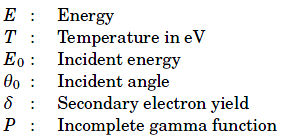 E : Energy
T : Temperature in eV
E₀ : Incident energy
θ₀ : Incident angle
δ : Secondary electron yield
P : Incomplete gamma function